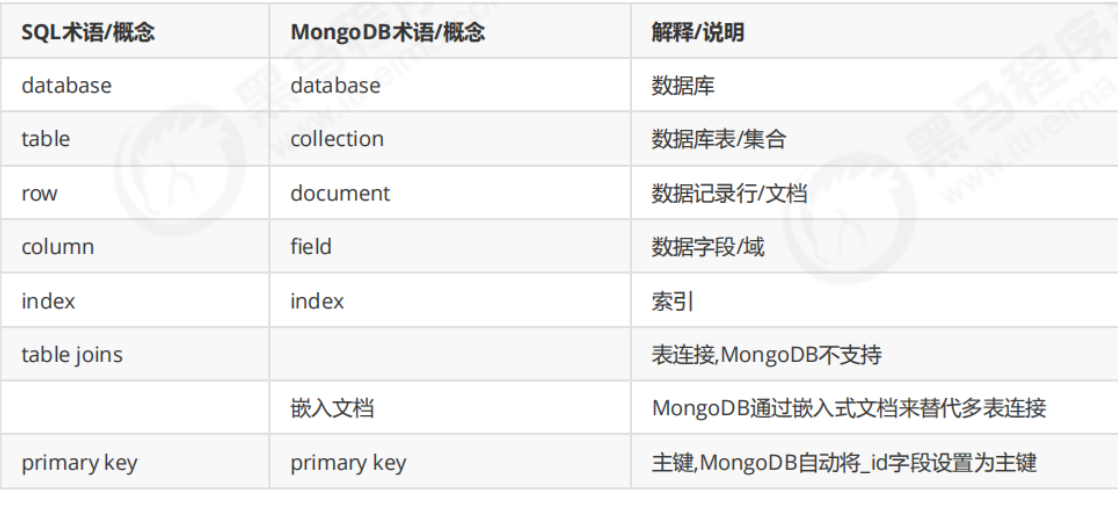 SQL术语/概念 MongoDB术语/概念 解释/说明
database database 数据库
table collection 数据库表/集合
row document 数据记录行/文档
column field 数据字段/域
index index 索引
table joins 表连接,MongoDB不支持
嵌入文档 MongoDB通过嵌入式文档来替代多表连接
primary key primary key 主键,MongoDB自动将_id字段设置为主键
黑马程序
www.itheima